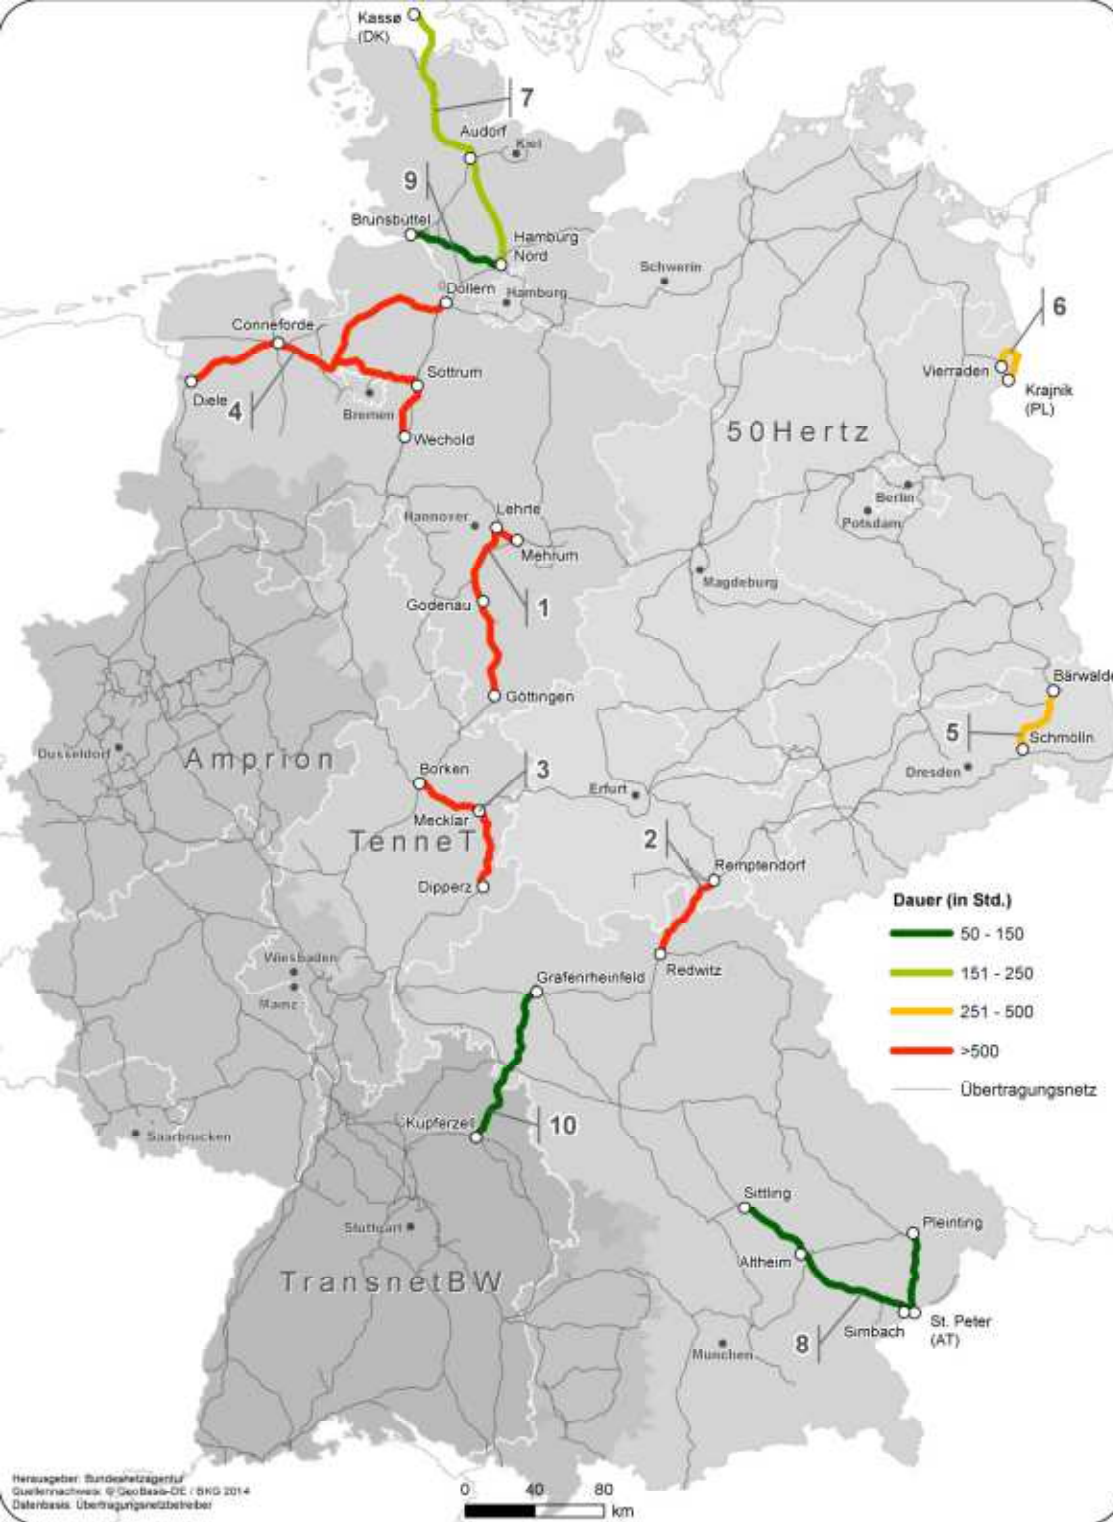 Kassø
(DK)
7
Audorf
Kiel
9
Brunsbüttel
Hamburg
Nord
Schwerin
Dollern
Hamburg
6
Conneforde
Vierraden
Krajnik
(PL)
Sottrum
Diele
4
Bremen
50Hertz
Wechold
Berlin
Lehrte
Hannover
Potsdam
Mehrum
Magdeburg
Godenau
1
Bärwalde
Göttingen
5
Schmölln
Düsseldorf
Amprion
Borken
3
Dresden
Erfurt
Mecklar
TenneT
2
Remptendorf
Dipperz
Dauer (in Std.)
50 - 150
Wiesbaden
Redwitz
151 - 250
Grafenrheinfeld
Mainz
251 - 500
>500
Übertragungsnetz
Kupferzell
10
Saarbrücken
Sittling
Pleinting
Stuttgart
Altheim
TransnetBW
St. Peter
(AT)
Simbach
8
München
Herausgeber: Bundesnetzagentur
Quellennachweis: © GeoBasis-DE / BKG 2014
Datenbasis: Übertragungsnetzbetreiber
0 40 80
km